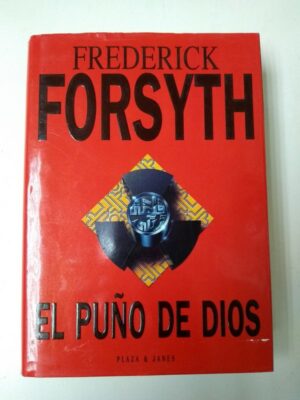 FREDERICK
FORSYTH
EL PUÑO DE DIOS
PLAZA & JANES